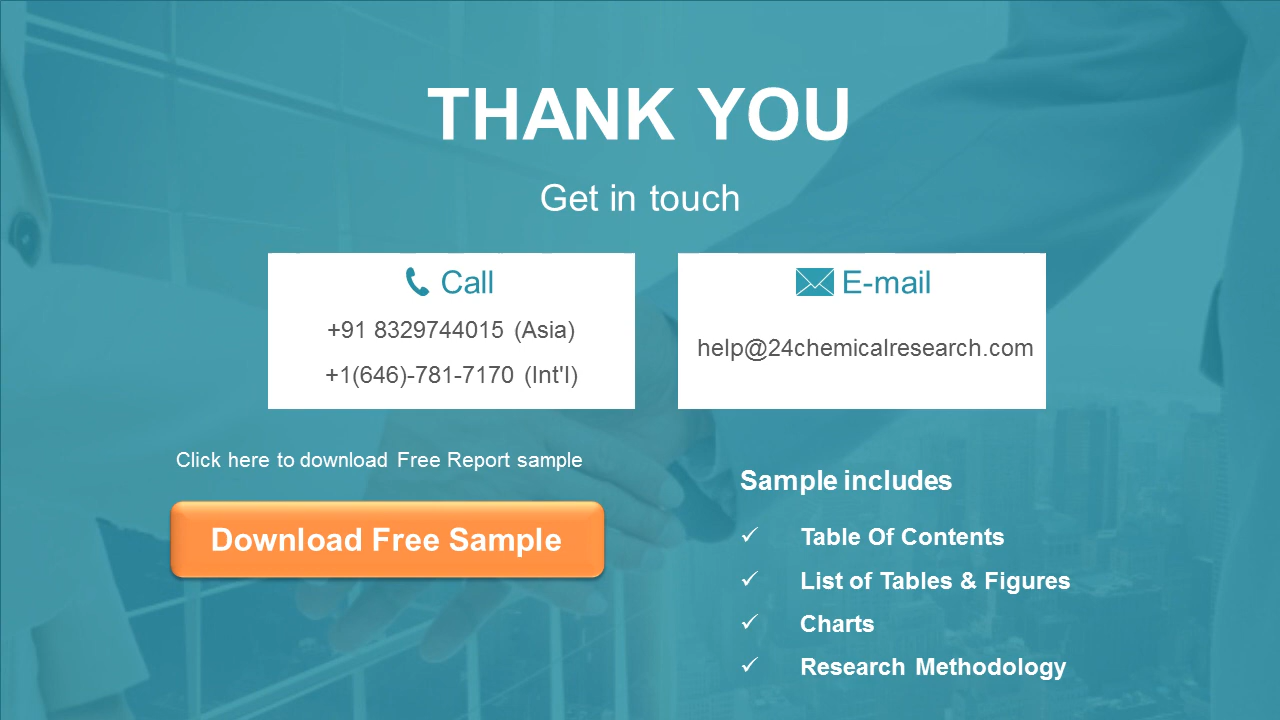 THANK YOU
Get in touch
Call
+91 8329744015 (Asia)
+1(646)-781-7170 (Int'l)
E-mail
help@24chemicalresearch.com
Click here to download Free Report sample
Download Free Sample
Sample includes
✓ Table Of Contents
✓ List of Tables & Figures
✓ Charts
✓ Research Methodology